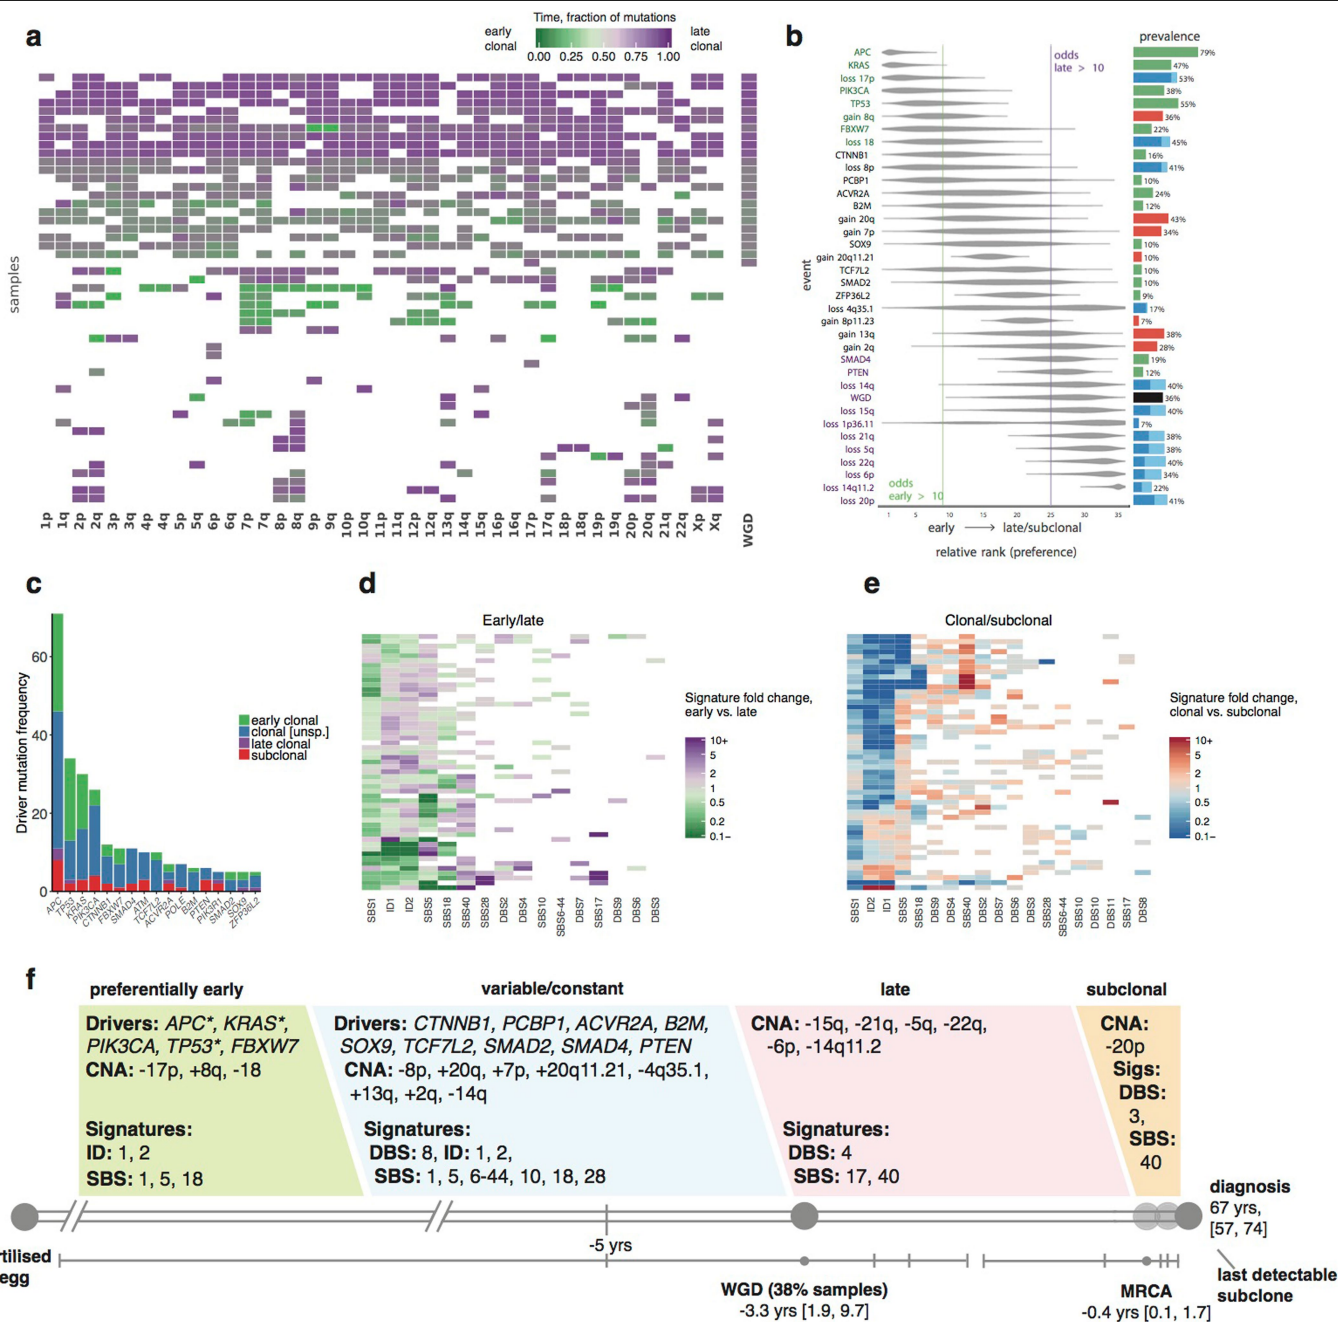 a
Time, fraction of mutations
early
clonal
late
clonal
0.00 0.25 0.50 0.75 1.00
samples
1p 1q 2p 2q 3p 3q 4p 4q 5p 5q 6p 6q 7p 7q 8p 8q 9p 9q 10p 10q 11p 11q 12p 12q 13q 14q 15q 16p 16q 17p 17q 18p 18q 19p 19q 20p 20q 21q 22q Xp Xq WGD
b
prevalence
odds
late > 10
event
APC 79%
KRAS 47%
loss 17p 53%
PIK3CA 38%
TP53 55%
gain 8q 36%
FBXW7 22%
loss 18 45%
CTNNB1 16%
loss 8p 41%
PCBP1 10%
ACVR2A 24%
B2M 12%
gain 20q 43%
gain 7p 34%
SOX9 10%
gain 20q11.21 10%
TCF7L2 10%
SMAD2 10%
ZFP36L2 9%
loss 4q35.1 17%
gain 8p11.23 7%
gain 13q 38%
gain 2q 28%
SMAD4 19%
PTEN 12%
loss 14q 40%
WGD 36%
loss 15q 40%
loss 1p36.11 7%
loss 21q 38%
loss 5q 38%
loss 22q 40%
loss 6p 34%
loss 14q11.2 22%
loss 20p 41%
odds
early > 10
1 5 10 15 20 25 30 35
early → late/subclonal
relative rank (preference)
c
Driver mutation frequency
60
40
20
0
early clonal
clonal [unsp.]
late clonal
subclonal
APC TP53 KRAS PIK3CA CTNNB1 FBXW7 SMAD4 ATM TCF7L2 ACVR2A POLE B2M PTEN PIK3R1 SMAD2 SOX9 ZFP36L2
d
Early/late
Signature fold change,
early vs. late
10+
5
2
1
0.5
0.2
0.1−
SBS1 ID1 ID2 SBS5 SBS18 SBS40 SBS28 DBS2 DBS4 SBS10 SBS6-44 DBS7 SBS17 DBS9 DBS6 DBS3
e
Clonal/subclonal
Signature fold change,
clonal vs. subclonal
10+
5
2
1
0.5
0.2
0.1−
SBS1 ID2 ID1 SBS5 SBS18 DBS9 DBS4 SBS40 DBS2 DBS7 DBS6 DBS3 SBS28 SBS6-44 SBS10 DBS10 DBS11 SBS17 DBS8
f
preferentially early
variable/constant
late
subclonal
Drivers: APC*, KRAS*,
PIK3CA, TP53*, FBXW7
CNA: -17p, +8q, -18
Signatures:
ID: 1, 2
SBS: 1, 5, 18
Drivers: CTNNB1, PCBP1, ACVR2A, B2M,
SOX9, TCF7L2, SMAD2, SMAD4, PTEN
CNA: -8p, +20q, +7p, +20q11.21, -4q35.1,
+13q, +2q, -14q
Signatures:
DBS: 8, ID: 1, 2,
SBS: 1, 5, 6-44, 10, 18, 28
CNA: -15q, -21q, -5q, -22q,
-6p, -14q11.2
Signatures:
DBS: 4
SBS: 17, 40
CNA:
-20p
Sigs:
DBS:
3,
SBS:
40
diagnosis
67 yrs,
[57, 74]
-5 yrs
rtilised
egg
WGD (38% samples)
-3.3 yrs [1.9, 9.7]
MRCA
-0.4 yrs [0.1, 1.7]
last detectable
subclone